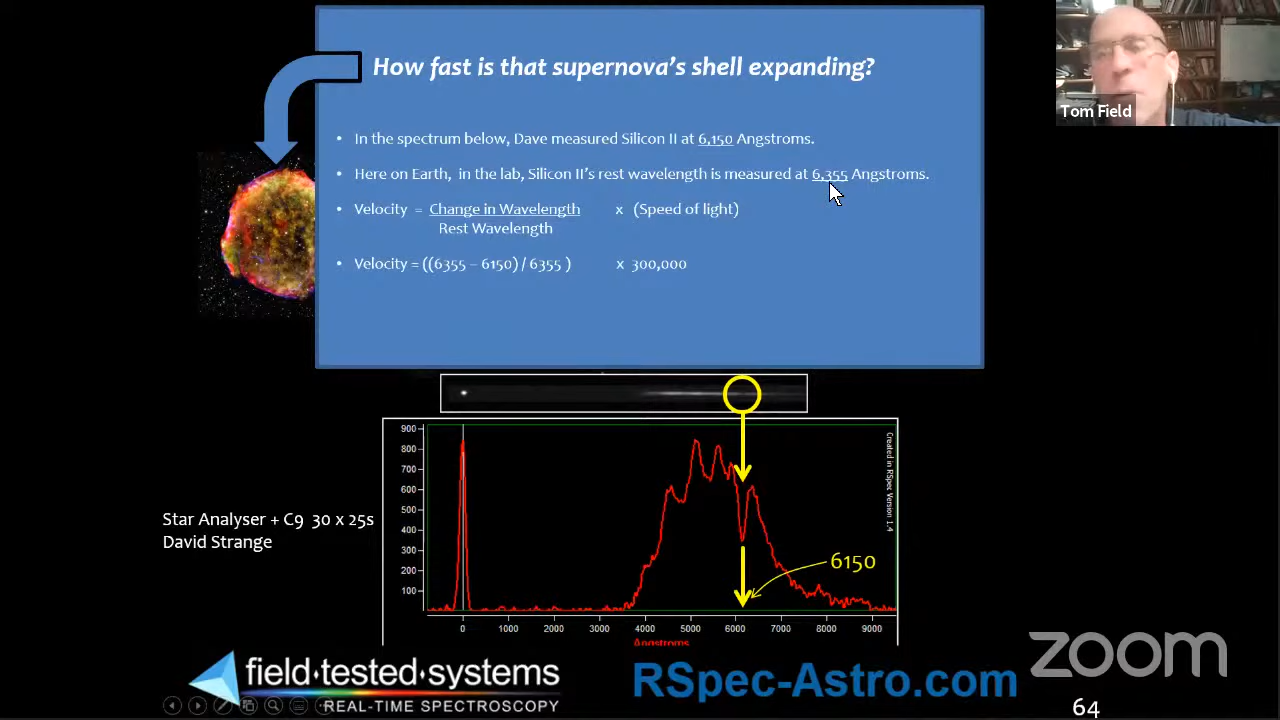 How fast is that supernova's shell expanding?
Tom Field
• In the spectrum below, Dave measured Silicon II at 6,150 Angstroms.
• Here on Earth, in the lab, Silicon II's rest wavelength is measured at 6,355 Angstroms.
• Velocity = Change in Wavelength x (Speed of light)
Rest Wavelength
• Velocity = ((6355 – 6150) / 6355 ) x 300,000
900
800
700
600
500
400
300
200
100
0 1000 2000 3000 4000 5000 6000 7000 8000 9000
Angstroms
Created in RSpec Version 1.4
6150
Star Analyser + C9 30 x 25s
David Strange
field·tested·systems
REAL-TIME SPECTROSCOPY
RSpec-Astro.com
zoom
64